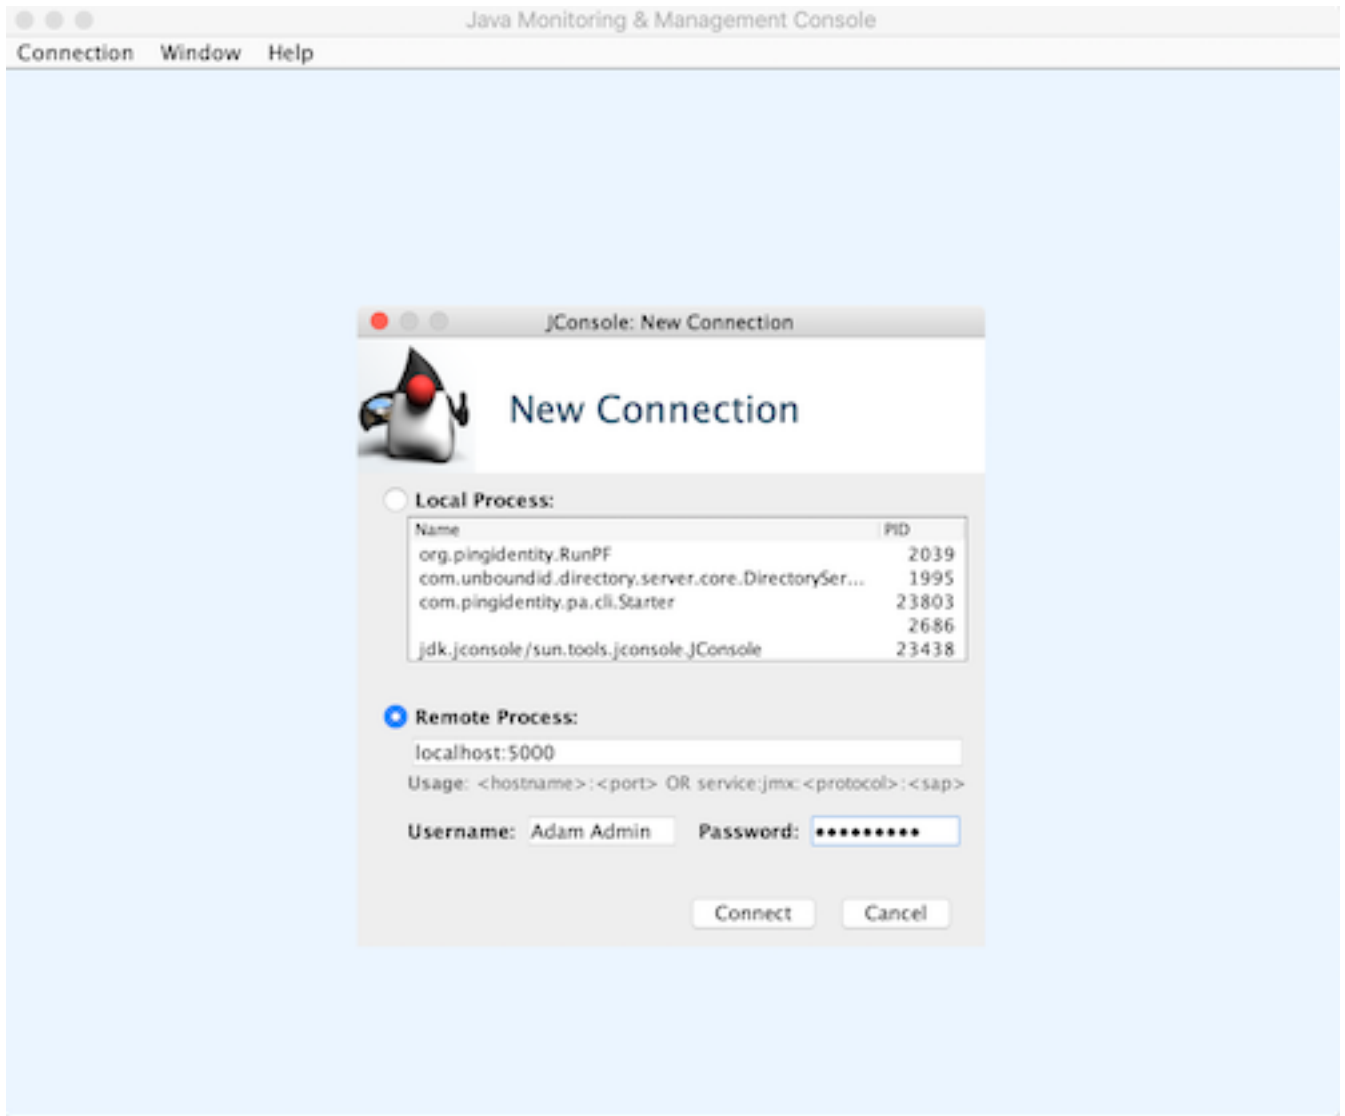 Java Monitoring & Management Console
Connection Window Help
JConsole: New Connection
New Connection
Local Process:
Name PID
org.pingidentity.RunPF 2039
com.unboundid.directory.server.core.DirectorySer... 1995
com.pingidentity.pa.cli.Starter 23803
2686
jdk.jconsole/sun.tools.jconsole.JConsole 23438
Remote Process:
localhost:5000
Usage: <hostname>:<port> OR service:jmx:<protocol>:<sap>
Username: Adam Admin Password: •••••••••
Connect Cancel